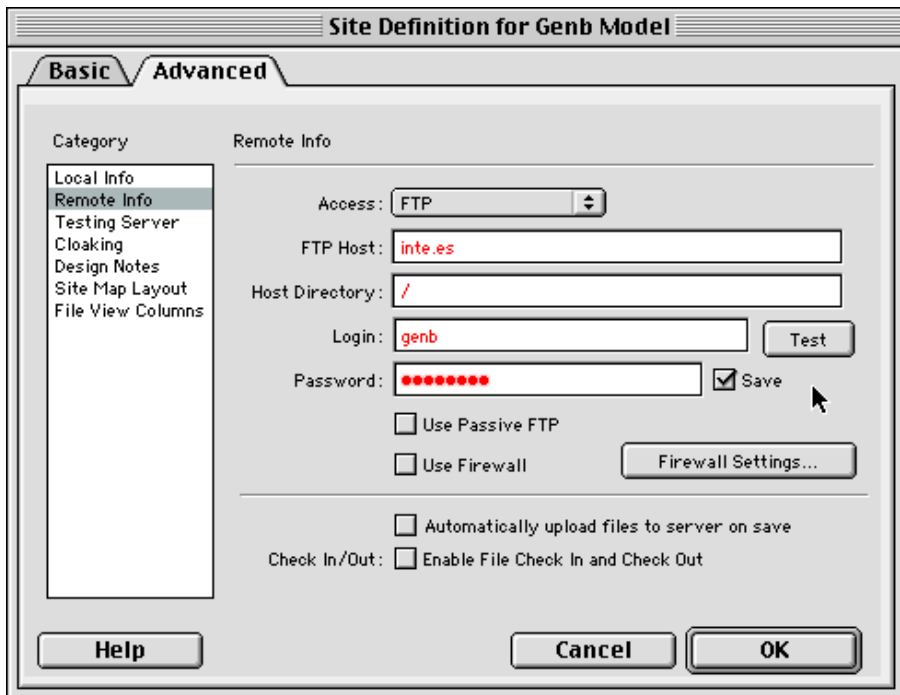 Site Definition for Genb Model
Basic
Advanced
Category
Local Info
Remote Info
Testing Server
Cloaking
Design Notes
Site Map Layout
File View Columns
Remote Info
Access: FTP
FTP Host: inte.es
Host Directory: /
Login: genb
Test
Password: ●●●●●●●●
Save
Use Passive FTP
Use Firewall
Firewall Settings...
Automatically upload files to server on save
Check In/Out: Enable File Check In and Check Out
Help
Cancel
OK